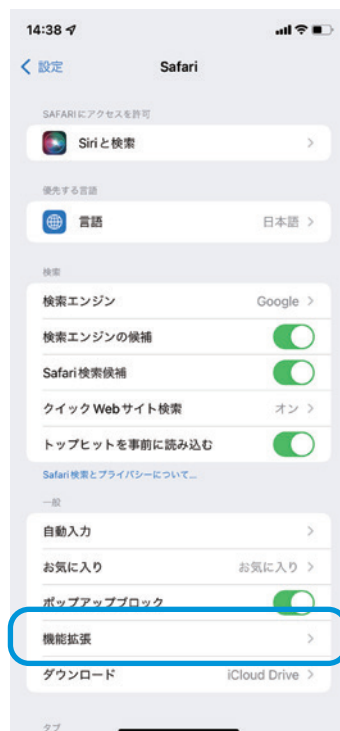 14:38
設定 Safari
SAFARIにアクセスを許可
Siriと検索
優先する言語
言語 日本語
検索
検索エンジン Google
検索エンジンの候補
Safari検索候補
クイックWebサイト検索 オン
トップヒットを事前に読み込む
Safari検索とプライバシーについて...
一般
自動入力
お気に入り お気に入り
ポップアップブロック
機能拡張
ダウンロード iCloud Drive
タブ